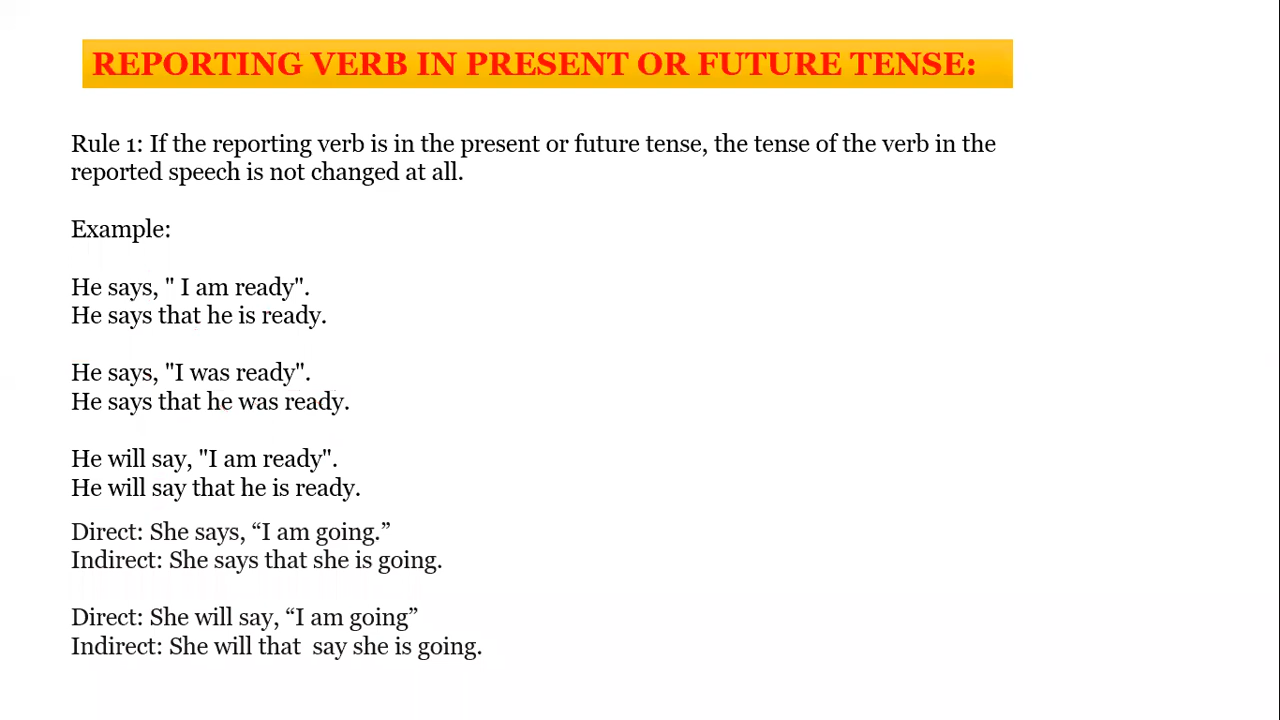 REPORTING VERB IN PRESENT OR FUTURE TENSE:
Rule 1: If the reporting verb is in the present or future tense, the tense of the verb in the
reported speech is not changed at all.
Example:
He says, " I am ready".
He says that he is ready.
He says, "I was ready".
He says that he was ready.
He will say, "I am ready".
He will say that he is ready.
Direct: She says, “I am going.”
Indirect: She says that she is going.
Direct: She will say, “I am going”
Indirect: She will that  say she is going.